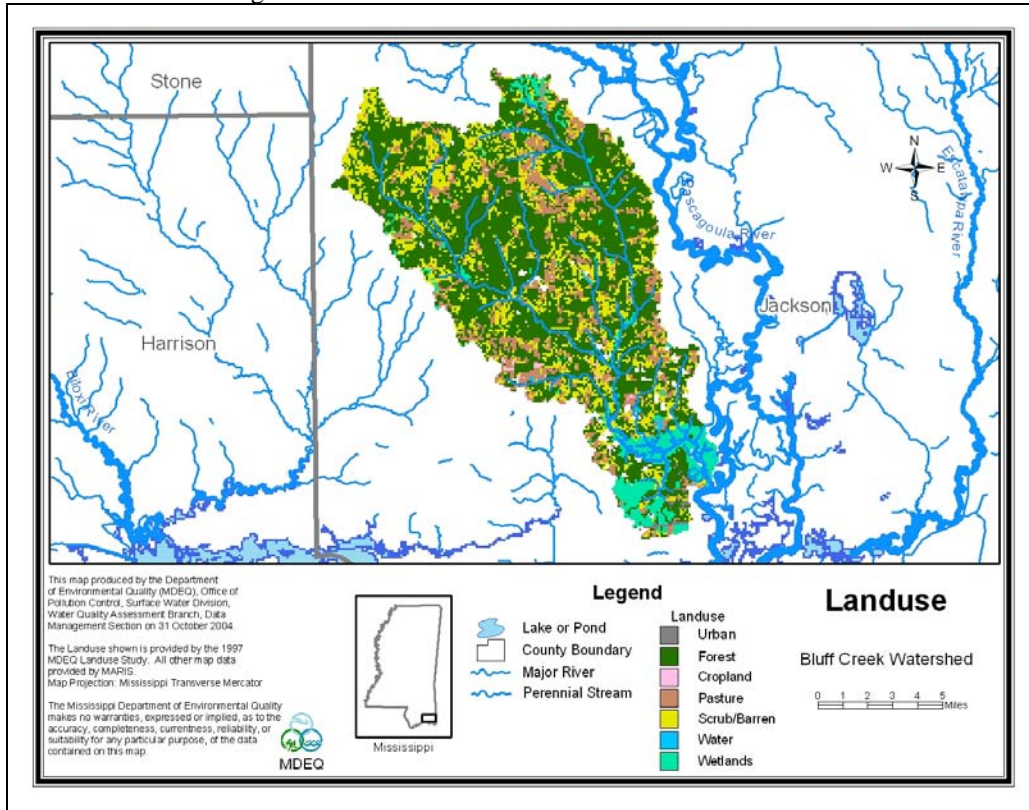 Stone
N
W E
S
Pascagoula River
Escatawpa River
Jackson
Harrison
Biloxi River
This map produced by the Department
of Environmental Quality (MDEQ), Office of
Pollution Control, Surface Water Division,
Water Quality Assessment Branch, Data
Management Section on 31 October 2004.
The Landuse shown is provided by the 1997
MDEQ Landuse Study. All other map data
provided by MARIS.
Map Projection: Mississippi Transverse Mercator
The Mississippi Department of Environmental Quality
makes no warranties, expressed or implied, as to the
accuracy, completeness, currentness, reliability, or
suitability for any particular purpose, of the data
contained on this map.
MDEQ
Mississippi
Legend
Lake or Pond
County Boundary
Major River
Perennial Stream
Landuse
Urban
Forest
Cropland
Pasture
Scrub/Barren
Water
Wetlands
Landuse
Bluff Creek Watershed
0 1 2 3 4 5
Miles